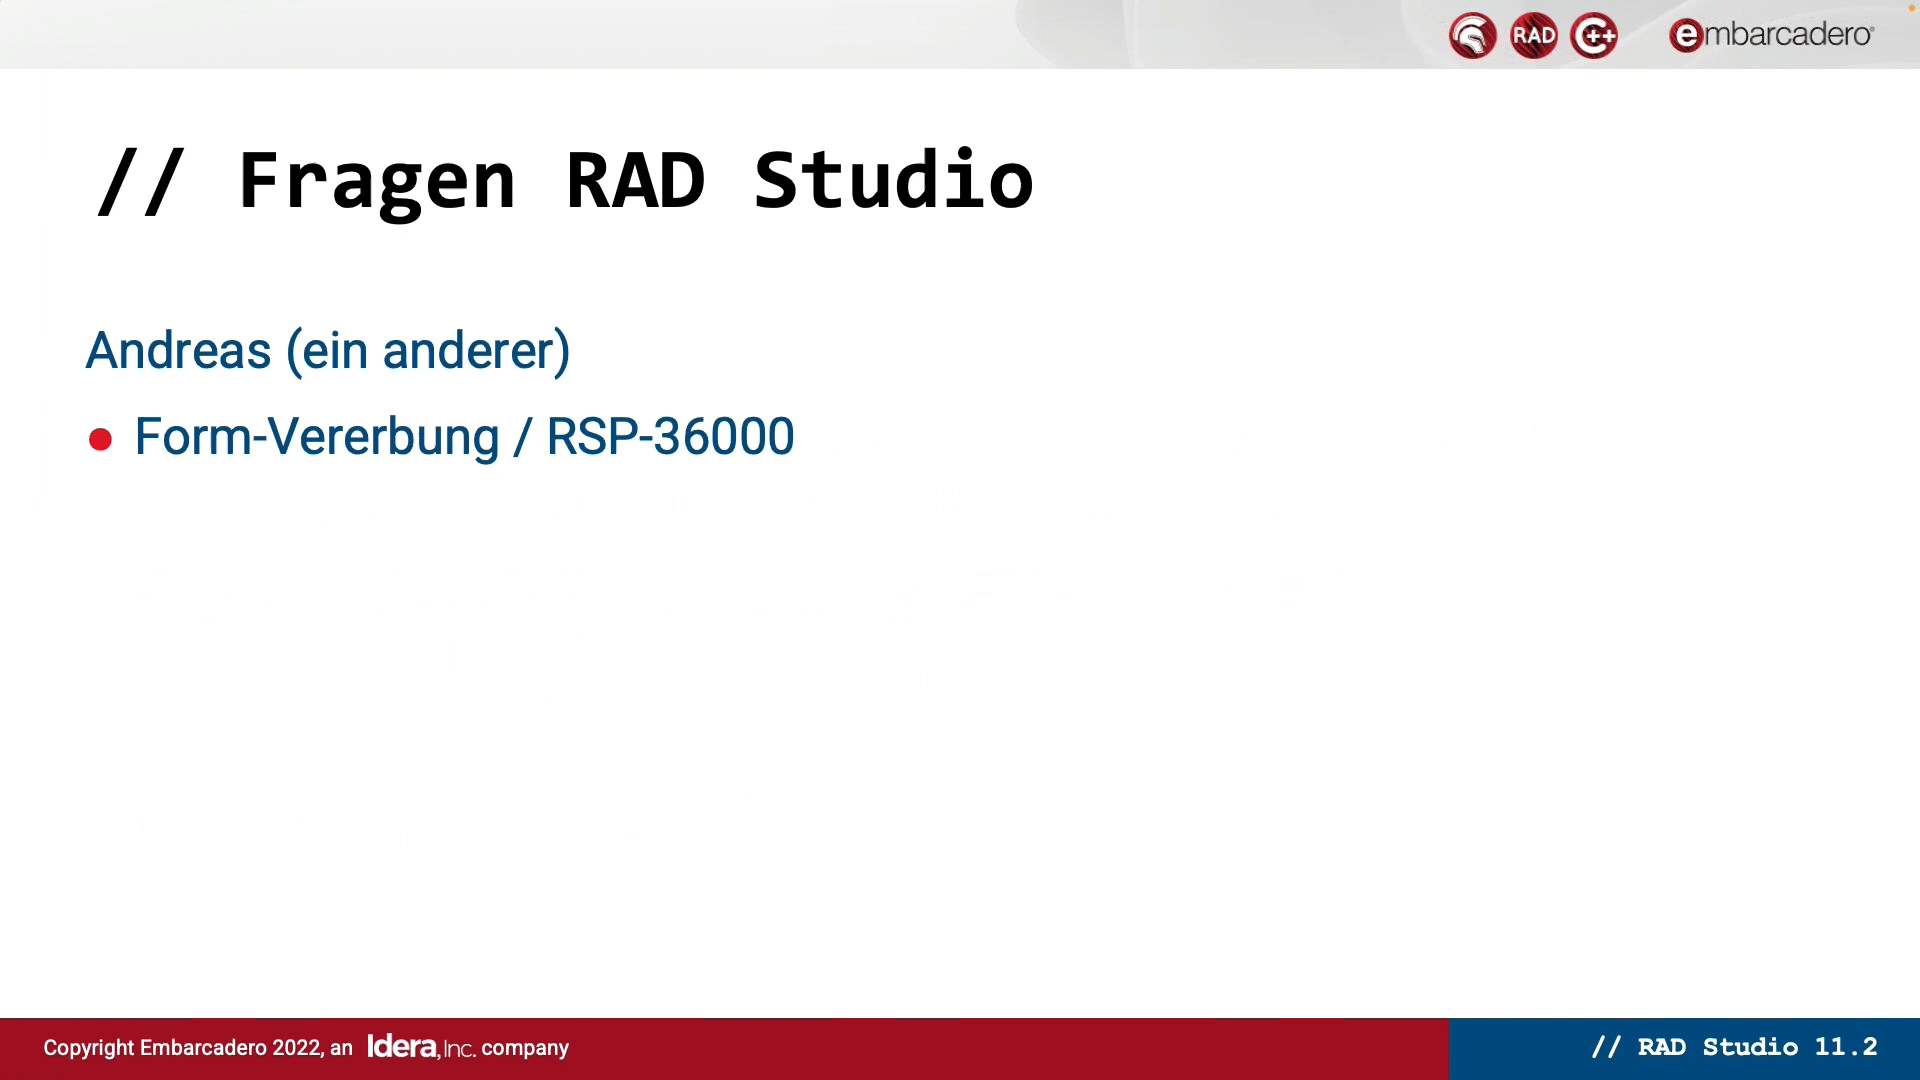 RAD
C++
embarcadero®
// Fragen RAD Studio
Andreas (ein anderer)
● Form-Vererbung / RSP-36000
Copyright Embarcadero 2022, an Idera, Inc. company
// RAD Studio 11.2